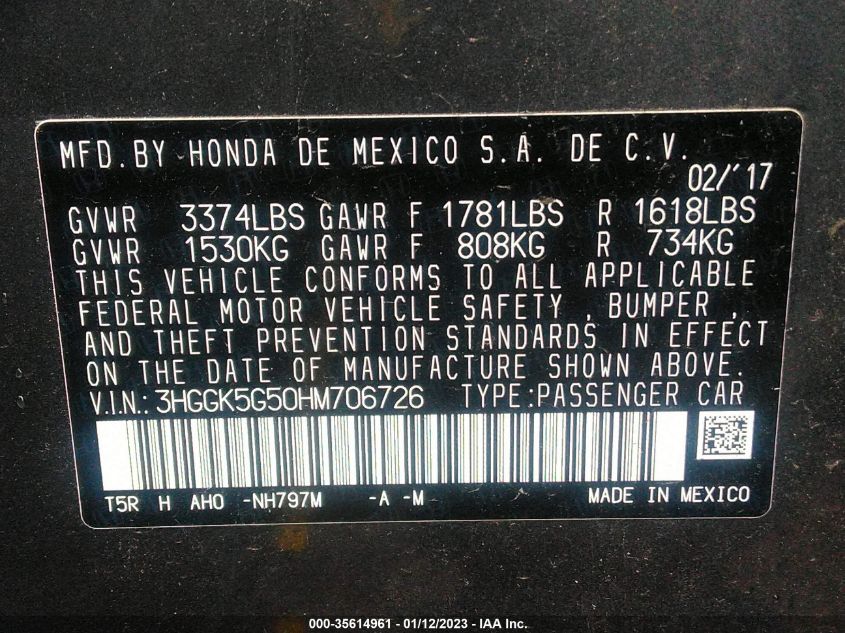 MFD.BY HONDA DE MEXICO S.A. DE C.V.
02/'17
GVWR 3374LBS GAWR F 1781LBS R 1618LBS
GVWR 1530KG GAWR F 808KG R 734KG
THIS VEHICLE CONFORMS TO ALL APPLICABLE
FEDERAL MOTOR VEHICLE SAFETY , BUMPER ,
AND THEFT PREVENTION STANDARDS IN EFFECT
ON THE DATE OF MANUFACTURE SHOWN ABOVE.
V.I.N.: 3HGGK5G50HM706726 TYPE:PASSENGER CAR
T5R H AH0 -NH797M -A -M MADE IN MEXICO
000-35614961 - 01/12/2023 - IAA Inc.